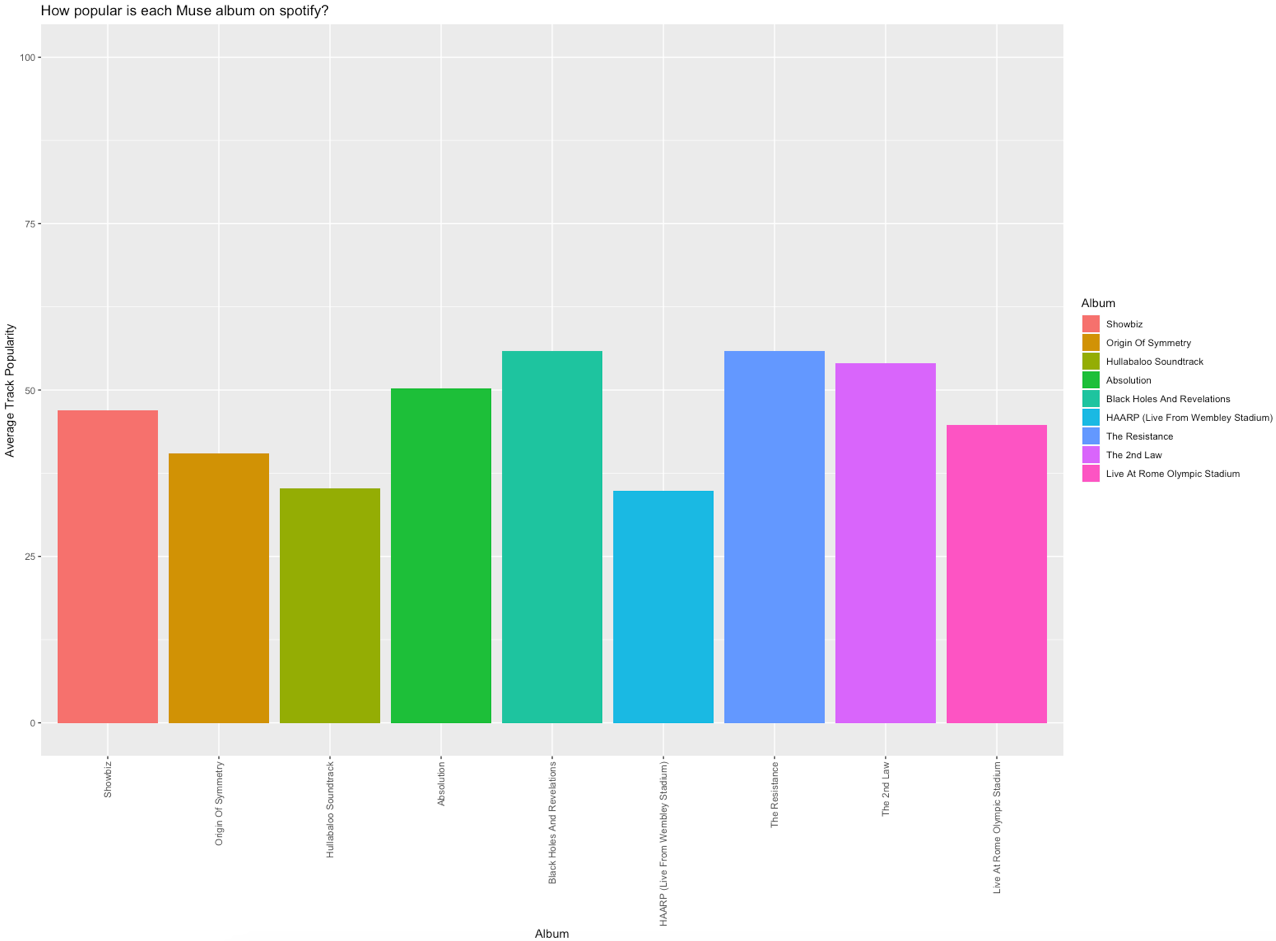 How popular is each Muse album on spotify?
Average Track Popularity
100
75
50
25
0
Showbiz
Origin Of Symmetry
Hullabaloo Soundtrack
Absolution
Black Holes And Revelations
HAARP (Live From Wembley Stadium)
The Resistance
The 2nd Law
Live At Rome Olympic Stadium
Album
Album
Showbiz
Origin Of Symmetry
Hullabaloo Soundtrack
Absolution
Black Holes And Revelations
HAARP (Live From Wembley Stadium)
The Resistance
The 2nd Law
Live At Rome Olympic Stadium